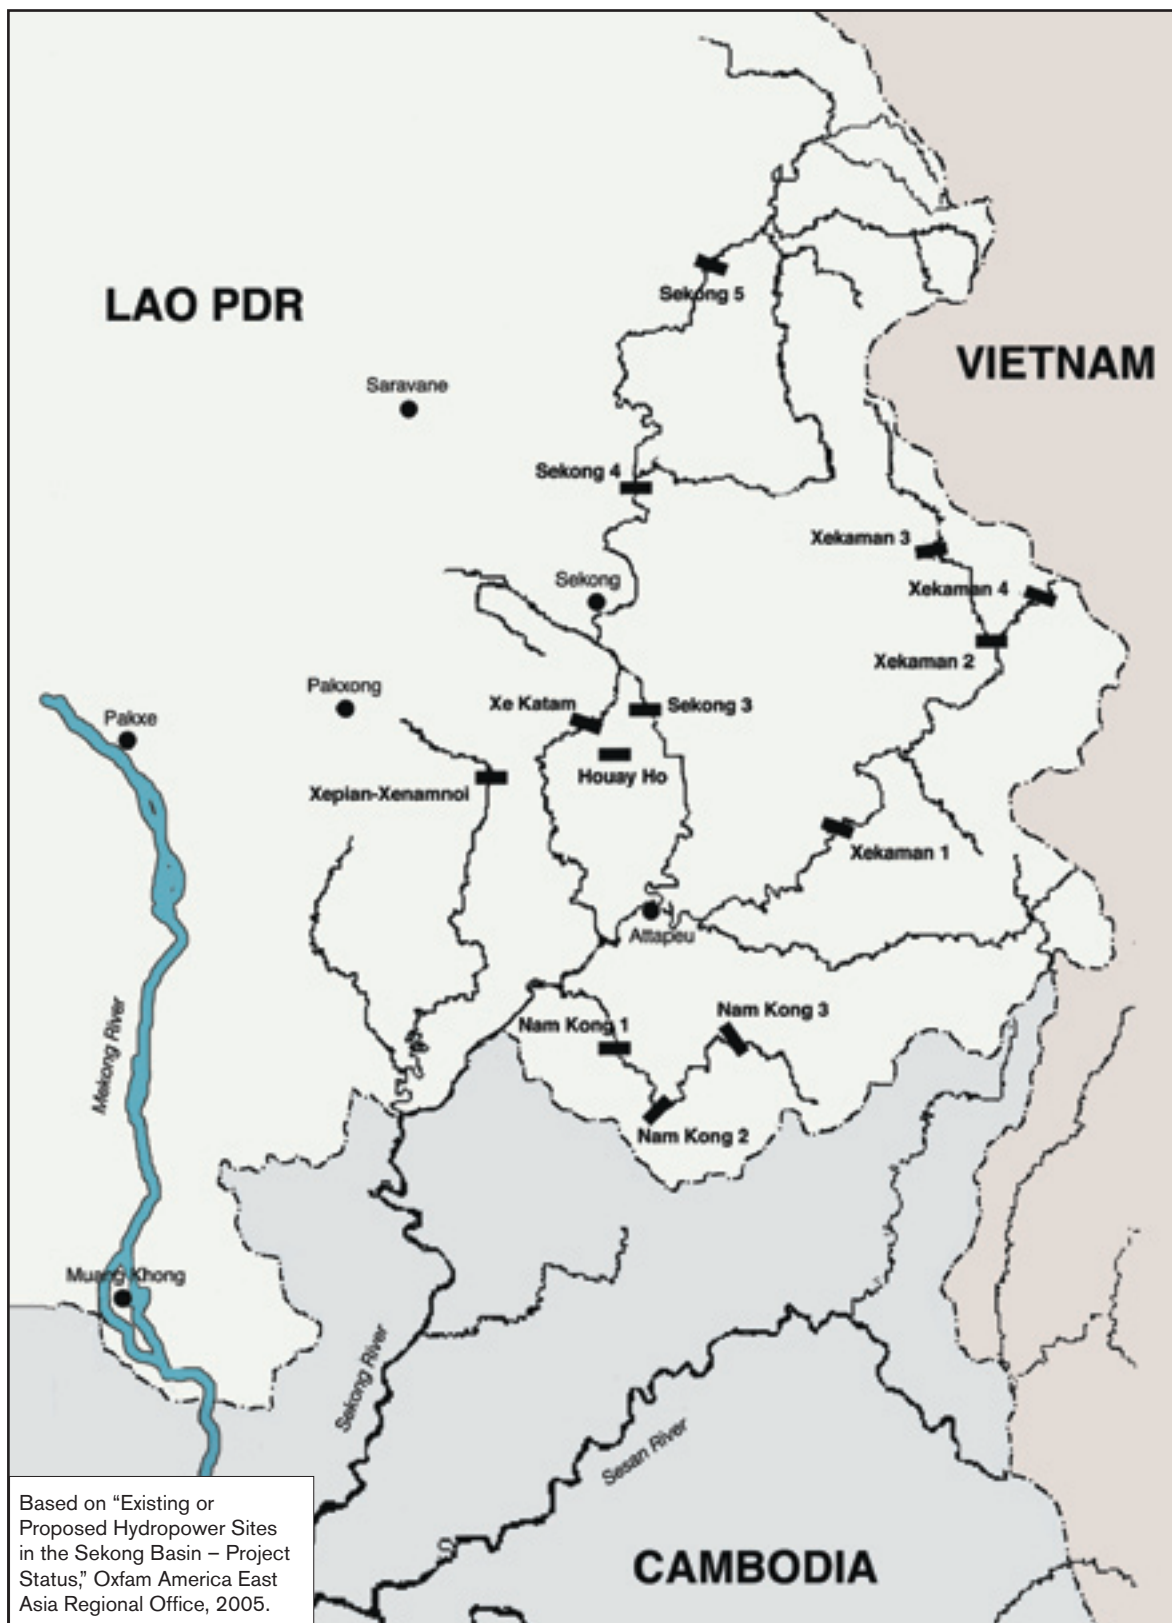 Sekong 5
LAO PDR
VIETNAM
Saravane
Sekong 4
Xekaman 3
Sekong
Xekaman 4
Xekaman 2
Pakxong
Xe Katam
Sekong 3
Pakxe
Houay Ho
Xepian-Xenamnoi
Xekaman 1
Attapeu
Nam Kong 3
Nam Kong 1
Mekong River
Nam Kong 2
Muang Khong
Sekong River
Sesan River
Based on “Existing or
Proposed Hydropower Sites
in the Sekong Basin – Project
Status,” Oxfam America East
Asia Regional Office, 2005.
CAMBODIA